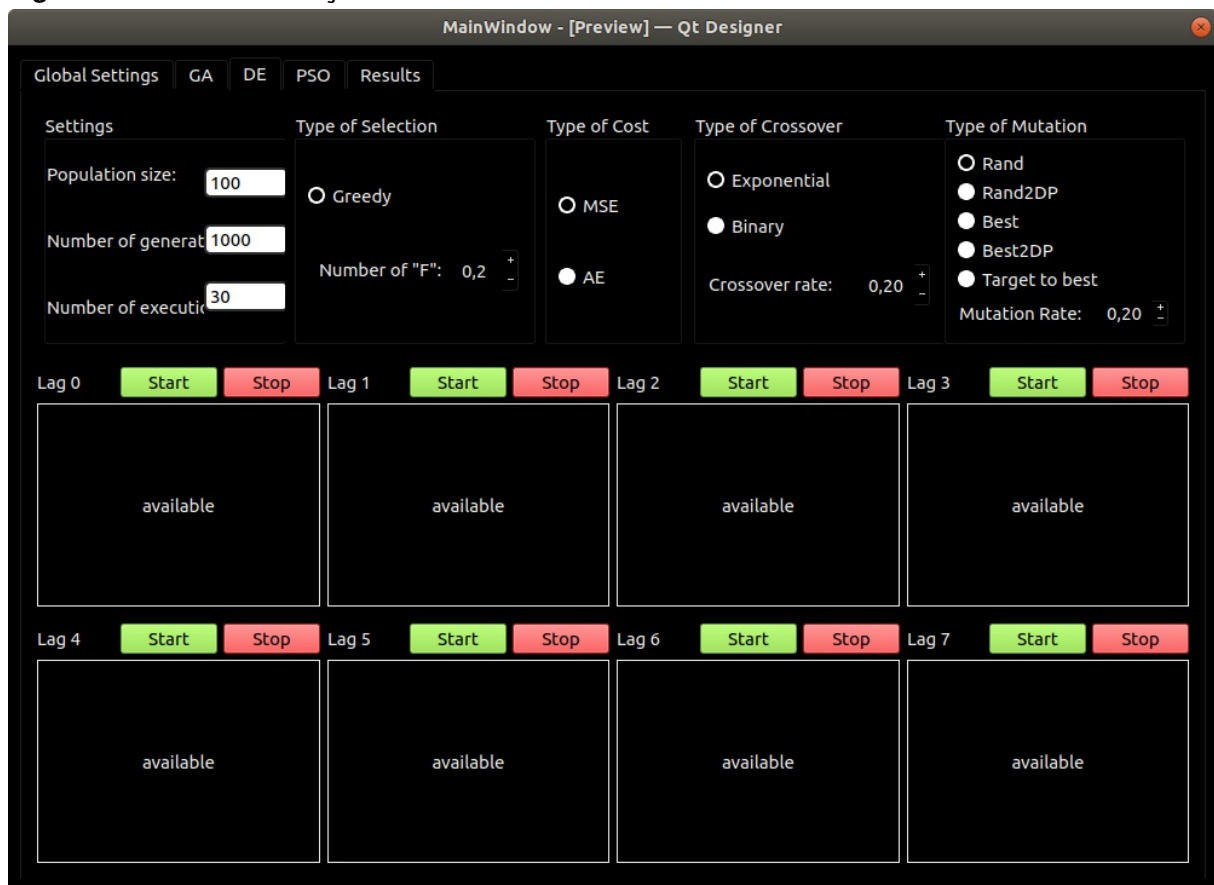 MainWindow - [Preview] — Qt Designer
Global Settings GA DE PSO Results
Settings
Population size: 100
Number of generat 1000
Number of executic 30
Type of Selection
Greedy
Number of "F": 0,2 + -
Type of Cost
MSE
AE
Type of Crossover
Exponential
Binary
Crossover rate: 0,20 + -
Type of Mutation
Rand
Rand2DP
Best
Best2DP
Target to best
Mutation Rate: 0,20 + -
Lag 0 Start Stop Lag 1 Start Stop Lag 2 Start Stop Lag 3 Start Stop
available available available available
Lag 4 Start Stop Lag 5 Start Stop Lag 6 Start Stop Lag 7 Start Stop
available available available available